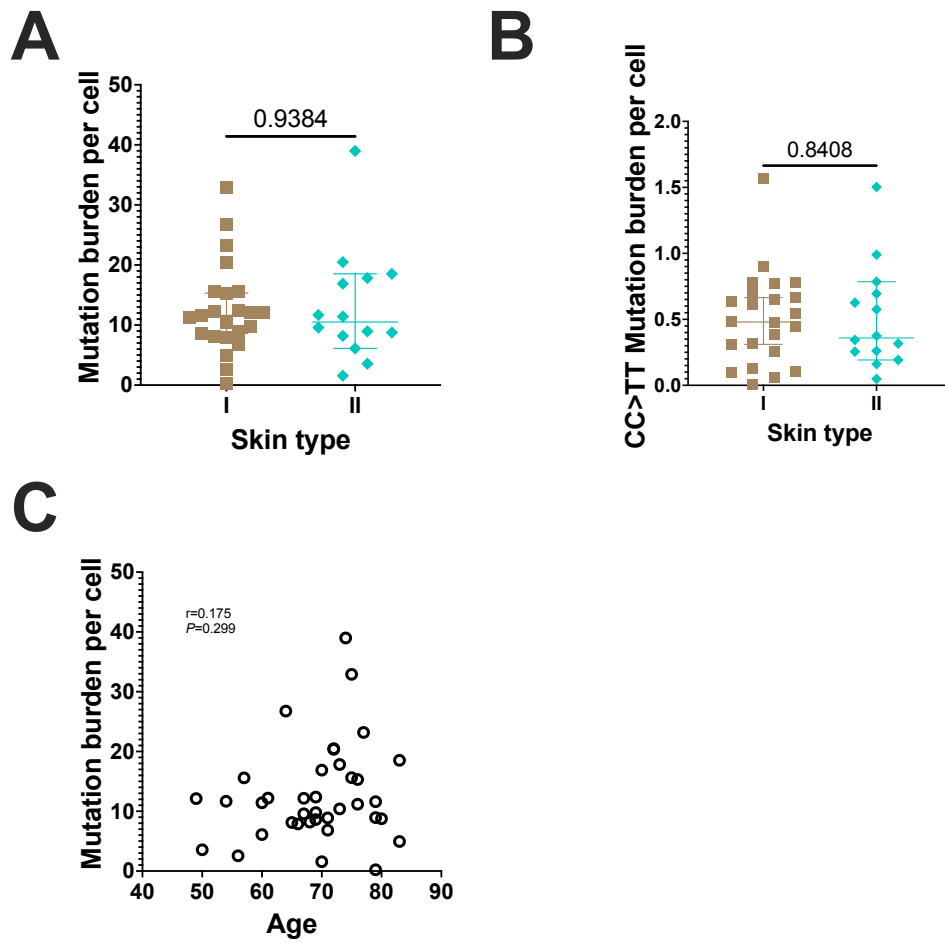 A
Mutation burden per cell
50
40
30
20
10
0
0.9384
I
II
Skin type
B
CC>TT Mutation burden per cell
2.0
1.5
1.0
0.5
0.0
0.8408
I
II
Skin type
C
Mutation burden per cell
50
40
30
20
10
0
r=0.175
P=0.299
40
50
60
70
80
90
Age